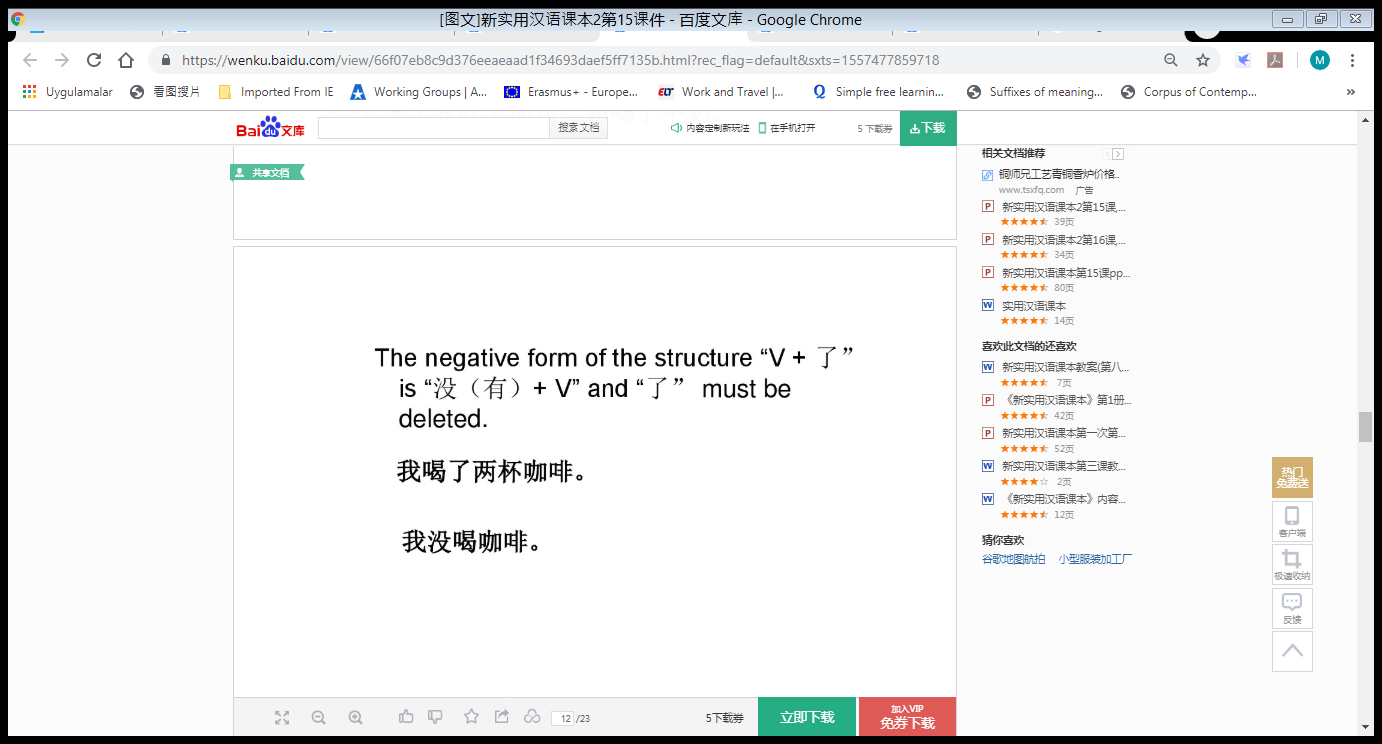 [图文]新实用汉语课本2第15课件 - 百度文库 - Google Chrome
https://wenku.baidu.com/view/66f07eb8c9d376eeaeaad1f34693daef5ff7135b.html?rec_flag=default&sxts=1557477859718
M
Uygulamalar 看图搜片 Imported From IE Working Groups | A... Erasmus+ - Europe... Work and Travel |... Simple free learnin... Suffixes of meaning... Corpus of Contemp... »
Baidu文库 搜索文档 内容定制新玩法 在手机打开 5 下载券 下载
共享文档
The negative form of the structure “V + 了”
is “没（有）+ V” and “了” must be
deleted.
我喝了两杯咖啡。
我没喝咖啡。
12 /23 5下载券 立即下载 加入VIP
免券下载
相关文档推荐
铜师兄工艺青铜香炉价格..
www.tsxfq.com 广告
新实用汉语课本2第15课,...
39页
新实用汉语课本2第16课,...
34页
新实用汉语课本第15课pp...
80页
实用汉语课本
14页
喜欢此文档的还喜欢
新实用汉语课本教案(第八...
7页
《新实用汉语课本》第1册...
42页
新实用汉语课本第一次第...
52页
新实用汉语课本第三课教...
2页
《新实用汉语课本》内容...
12页
猜你喜欢
谷歌地图航拍 小型服装加工厂
热门
免费送
客户端
极速收纳
反馈